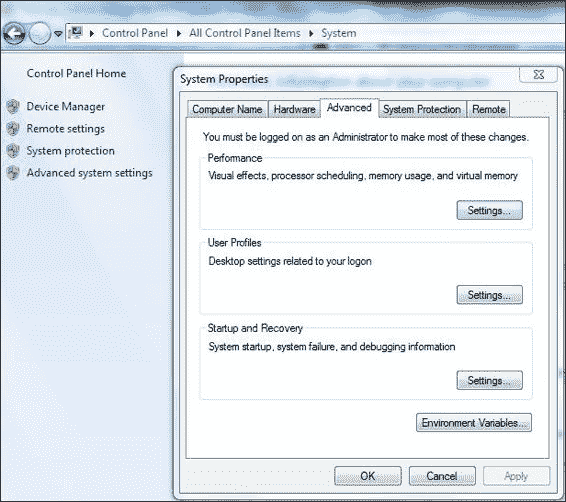 Control Panel ▸ All Control Panel Items ▸ System
Control Panel Home
Device Manager
Remote settings
System protection
Advanced system settings
System Properties
Computer Name Hardware Advanced System Protection Remote
You must be logged on as an Administrator to make most of these changes.
Performance
Visual effects, processor scheduling, memory usage, and virtual memory
Settings...
User Profiles
Desktop settings related to your logon
Settings...
Startup and Recovery
System startup, system failure, and debugging information
Settings...
Environment Variables...
OK Cancel Apply